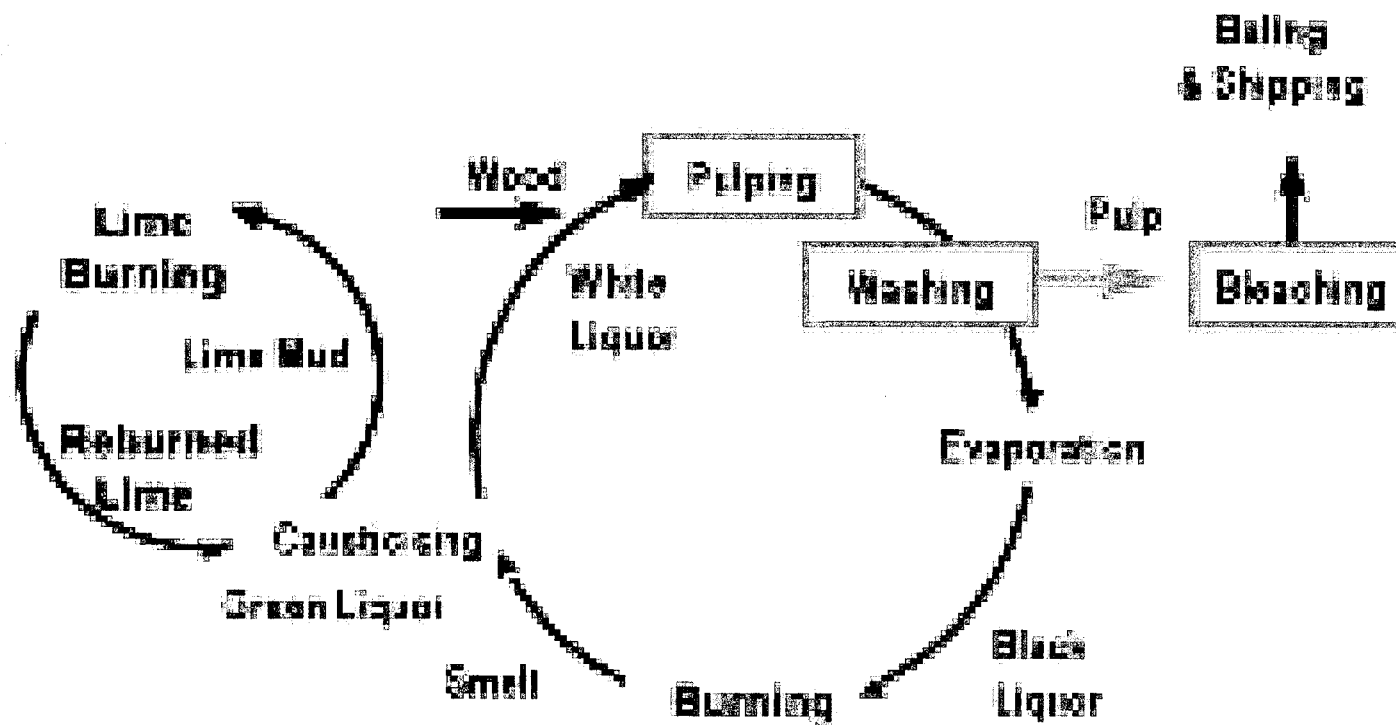 Baling
& Shipping
Wood
Pulping
Pulp
Lime
Burning
White
Liquor
Washing
Bleaching
Lime Mud
Reburned
Lime
Evaporation
Causticising
Green Liquor
Smelt
Burning
Black
Liquor